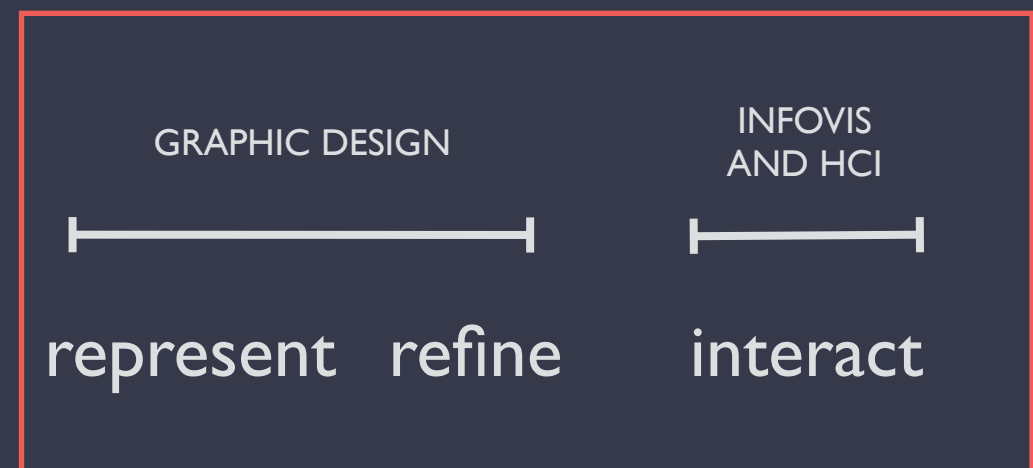 GRAPHIC DESIGN
INFOVIS
AND HCI
represent refine interact